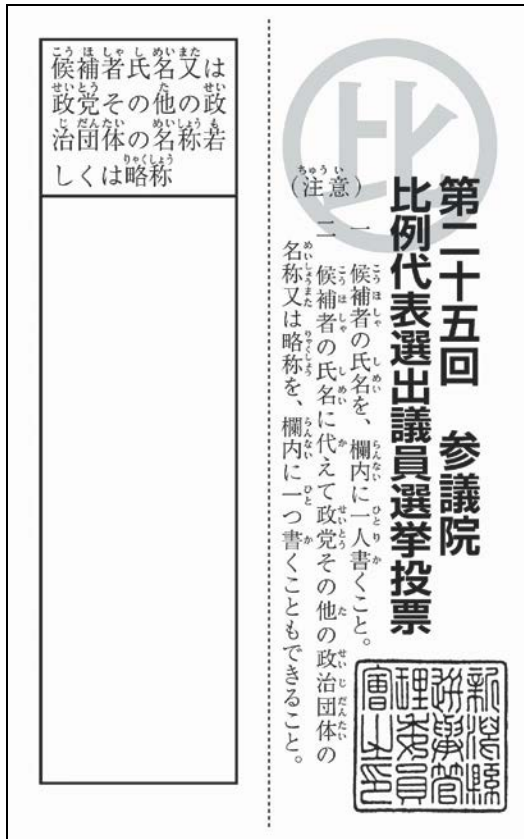 比
第二十五回　参議院
比例代表選出議員選挙投票
新潟縣
選擧管
理委員
會之印
（注意）
一　候補者の氏名を、欄内に一人書くこと。
二　候補者の氏名に代えて政党その他の政治団体の
名称又は略称を、欄内に一つ書くこともできること。
候補者氏名又は
政党その他の政
治団体の名称若
しくは略称